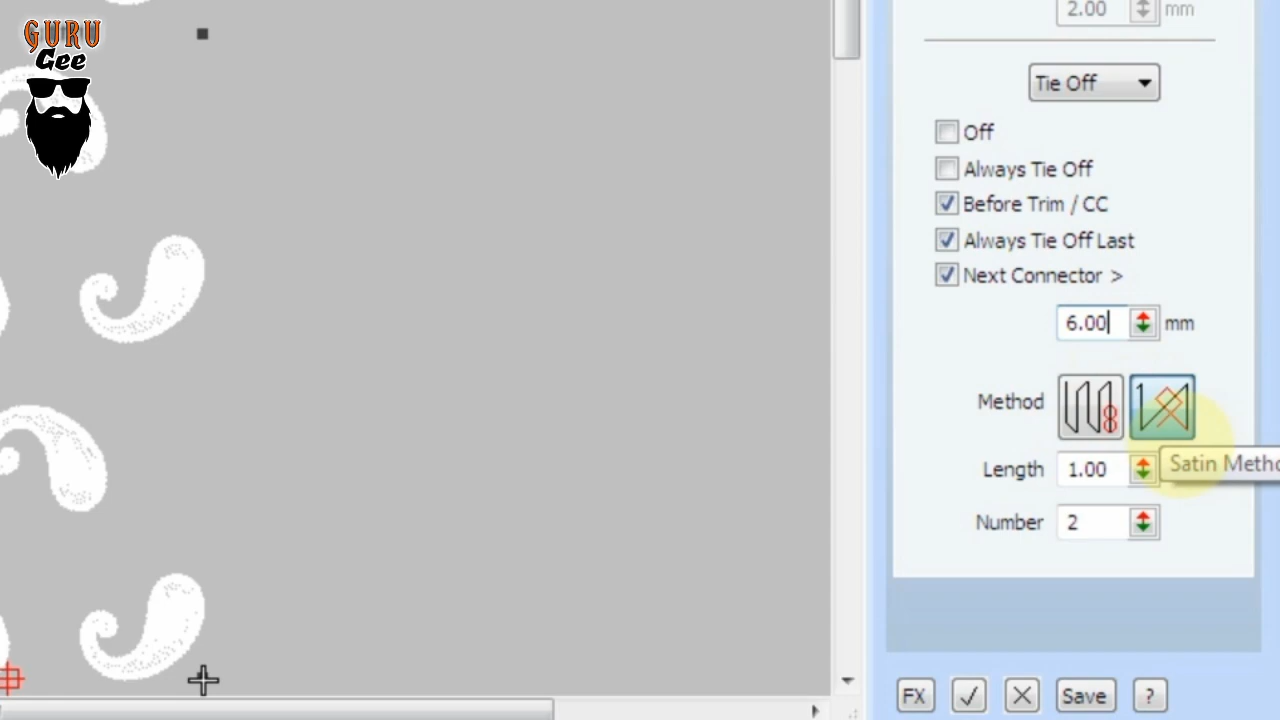 GURU
Gee
2.00 mm
Tie Off
Off
Always Tie Off
Before Trim / CC
Always Tie Off Last
Next Connector >
6.00 mm
Method
Length 1.00
Satin Metho
Number 2
FX Save ?